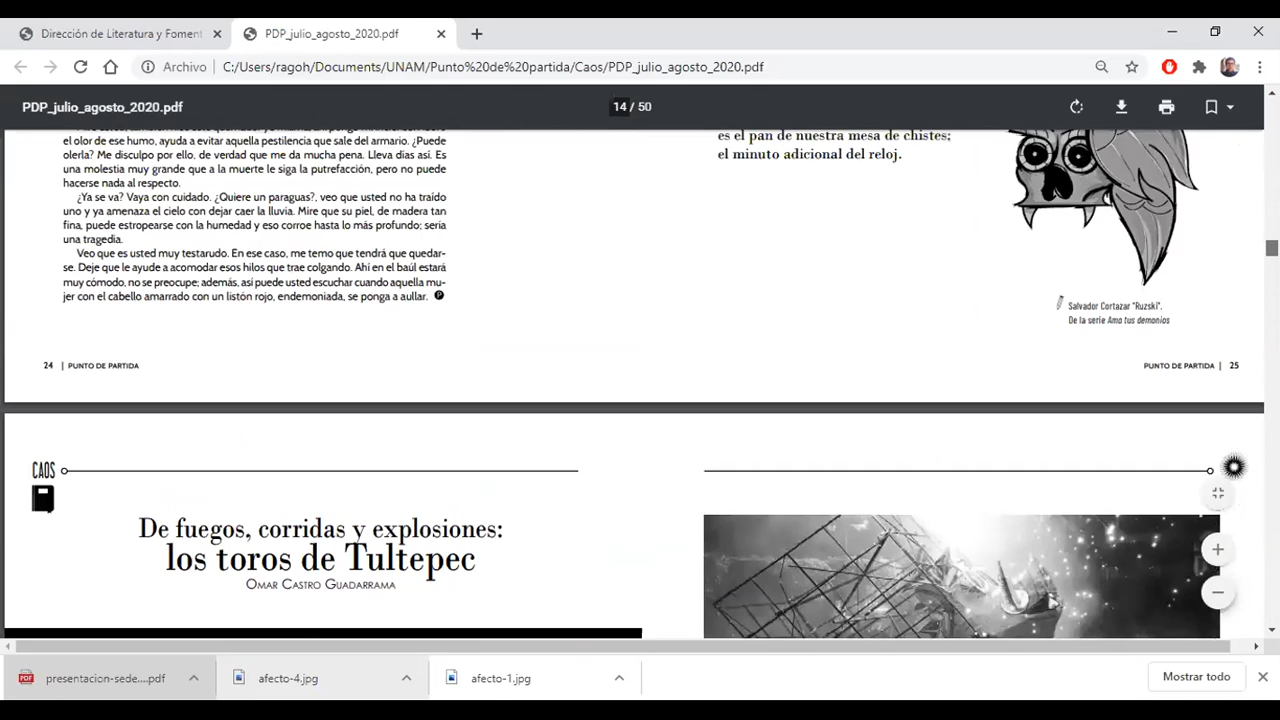 Dirección de Literatura y Foment
PDP_julio_agosto_2020.pdf
Archivo
C:/Users/ragoh/Documents/UNAM/Punto%20de%20partida/Caos/PDP_julio_agosto_2020.pdf
PDP_julio_agosto_2020.pdf
14 / 50
el olor de ese humo, ayuda a evitar aquella pestilencia que sale del armario. ¿Puede
olerla? Me disculpo por ello, de verdad que me da mucha pena. Lleva días así. Es
una molestia muy grande que a la muerte le siga la putrefacción, pero no puede
hacerse nada al respecto.
¿Ya se va? Vaya con cuidado. ¿Quiere un paraguas?, veo que usted no ha traído
uno y ya amenaza el cielo con dejar caer la lluvia. Mire que su piel, de madera tan
fina, puede estropearse con la humedad y eso corroe hasta lo más profundo; sería
una tragedia.
Veo que es usted muy testarudo. En ese caso, me temo que tendrá que quedar-
se. Deje que le ayude a acomodar esos hilos que trae colgando. Ahí en el baúl estará
muy cómodo, no se preocupe; además, así puede usted escuchar cuando aquella mu-
jer con el cabello amarrado con un listón rojo, endemoniada, se ponga a aullar. P
es el pan de nuestra mesa de chistes;
el minuto adicional del reloj.
Salvador Cortazar "Ruzski".
De la serie Ama tus demonios
24 | PUNTO DE PARTIDA
PUNTO DE PARTIDA | 25
CAOS
De fuegos, corridas y explosiones:
los toros de Tultepec
OMAR CASTRO GUADARRAMA
PDF
presentacion-sede....pdf
afecto-4.jpg
afecto-1.jpg
Mostrar todo